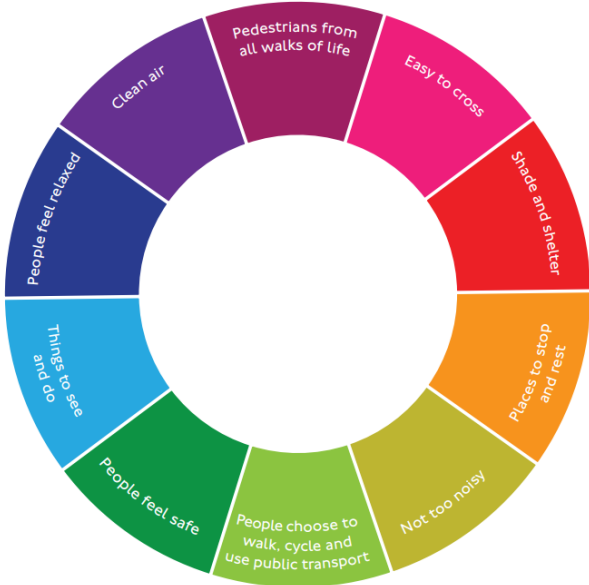 Pedestrians from
all walks of life
Easy to cross
Shade and shelter
Places to stop
and rest
Not too noisy
People choose to
walk, cycle and
use public transport
People feel safe
Things to see
and do
People feel relaxed
Clean air